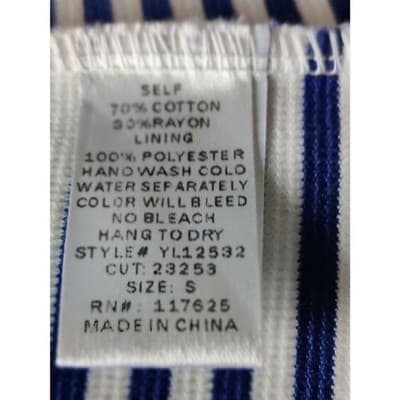 SELF
70% COTTON
30% RAYON
LINING
100% POLYESTER
HAND WASH COLD
WATER SEPARATELY
COLOR WILL BLEED
NO BLEACH
HANG TO DRY
STYLE# YL12532
CUT: 23253
SIZE: S
RN#: 117625
MADE IN CHINA